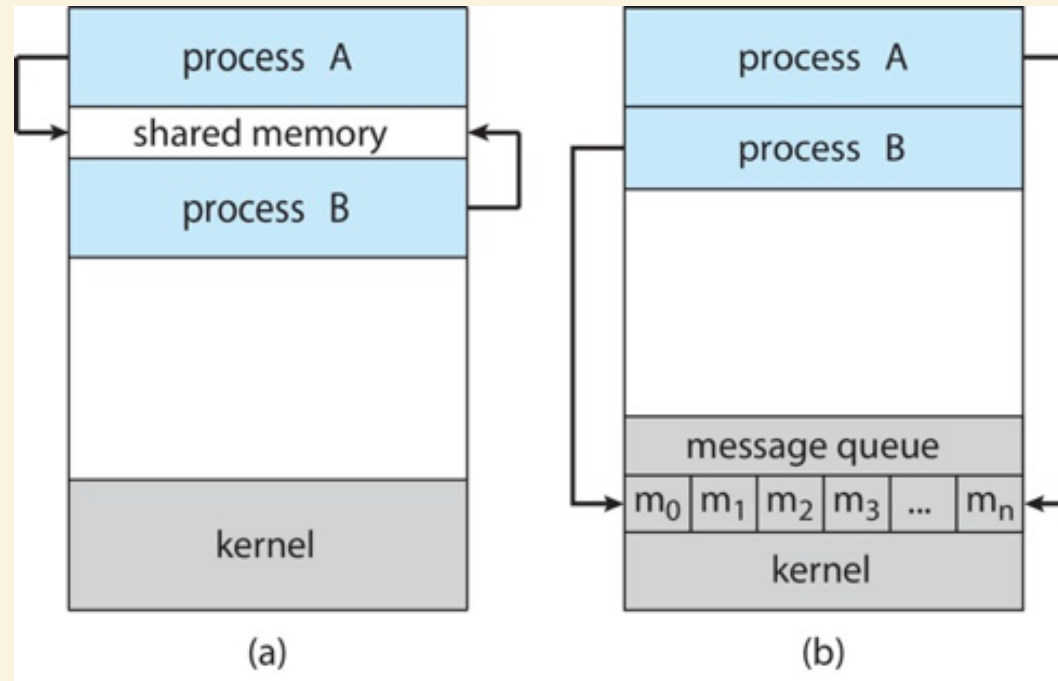 process A
shared memory
process B
kernel
(a)
process A
process B
message queue
m₀ m₁ m₂ m₃ ... mₙ
kernel
(b)